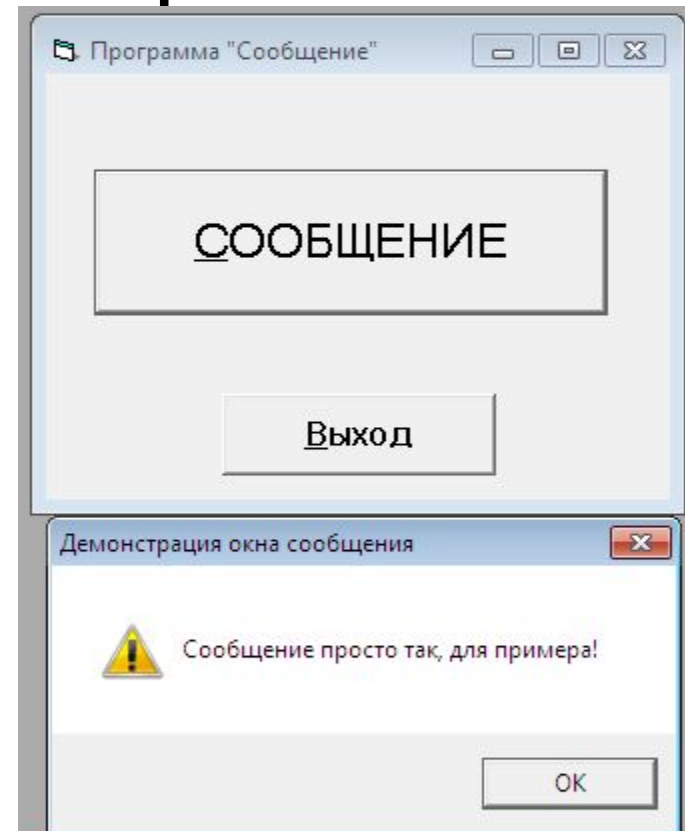 Программа "Сообщение"
СООБЩЕНИЕ
Выход
Демонстрация окна сообщения
Сообщение просто так, для примера!
OK